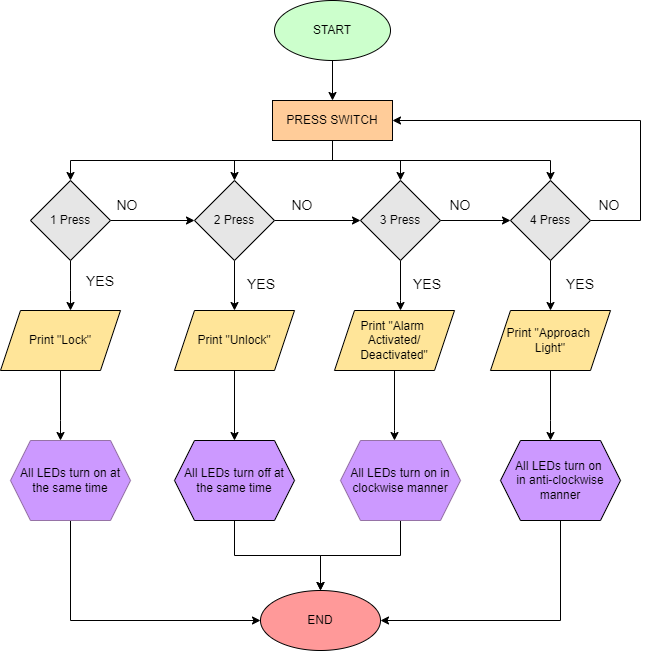 START
PRESS SWITCH
1 Press
NO
2 Press
NO
3 Press
NO
4 Press
NO
YES
YES
YES
YES
Print "Lock"
Print "Unlock"
Print "Alarm
Activated/
Deactivated"
Print "Approach
Light"
All LEDs turn on at
the same time
All LEDs turn off at
the same time
All LEDs turn on in
clockwise manner
All LEDs turn on
in anti-clockwise
manner
END